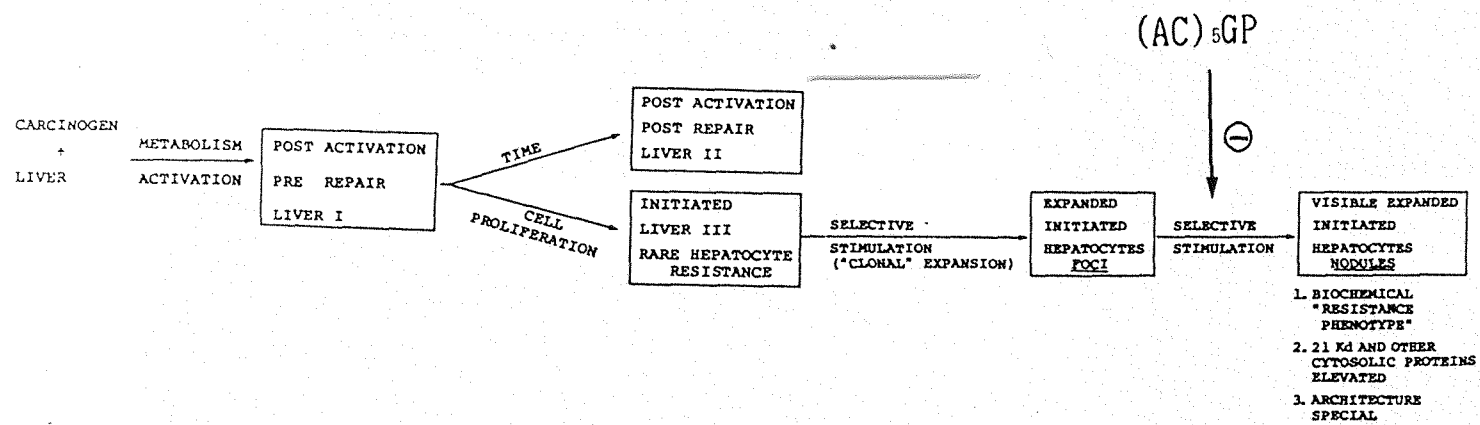 (AC)₅GP
⊖
CARCINOGEN
+
LIVER
METABOLISM
ACTIVATION
POST ACTIVATION
PRE REPAIR
LIVER I
TIME
CELL
PROLIFERATION
POST ACTIVATION
POST REPAIR
LIVER II
INITIATED
LIVER III
RARE HEPATOCYTE
RESISTANCE
SELECTIVE
STIMULATION
("CLONAL" EXPANSION)
EXPANDED
INITIATED
HEPATOCYTES
FOCI
SELECTIVE
STIMULATION
VISIBLE EXPANDED
INITIATED
HEPATOCYTES
NODULES
1. BIOCHEMICAL
"RESISTANCE
PHENOTYPE"
2. 21 Kd AND OTHER
CYTOSOLIC PROTEINS
ELEVATED
3. ARCHITECTURE
SPECIAL